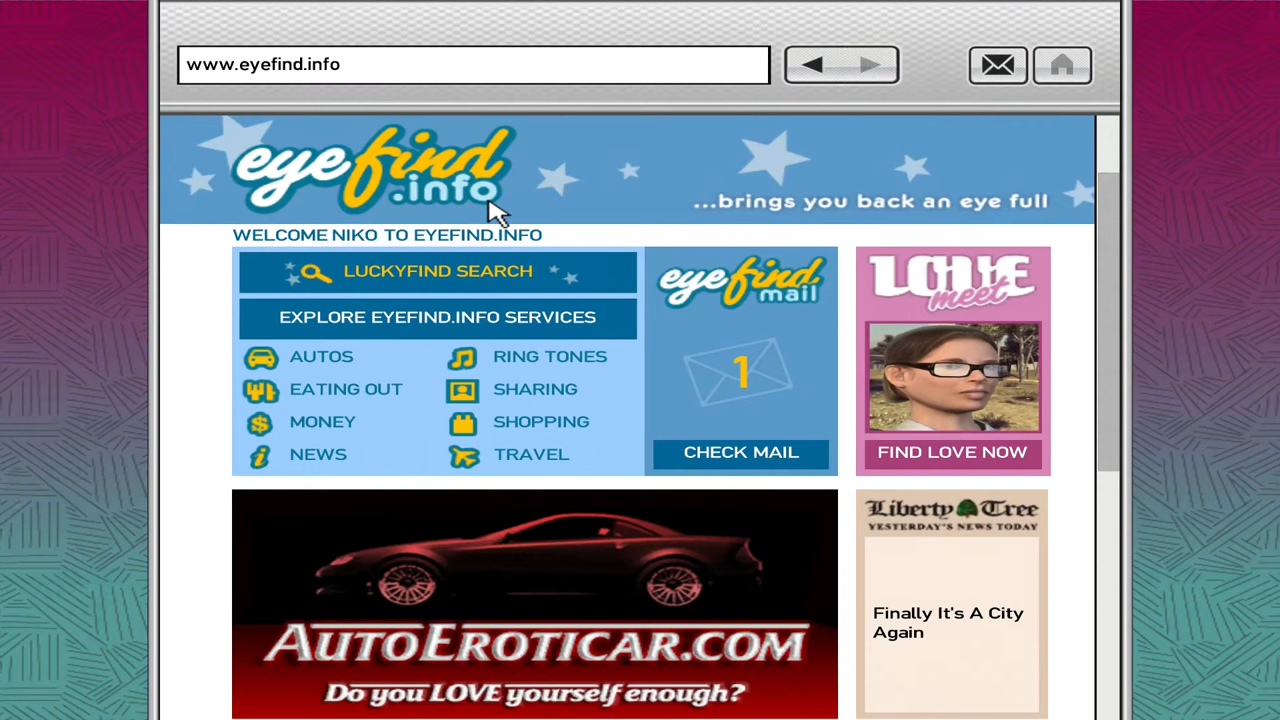 www.eyefind.info
eyefind
.info
...brings you back an eye full
WELCOME NIKO TO EYEFIND.INFO
LUCKYFIND SEARCH
EXPLORE EYEFIND.INFO SERVICES
AUTOS
RING TONES
EATING OUT
SHARING
MONEY
SHOPPING
NEWS
TRAVEL
eyefind
mail
1
CHECK MAIL
LOVE
meet
FIND LOVE NOW
AUTOEROTICAR.COM
Do you LOVE yourself enough?
Liberty Tree
YESTERDAY'S NEWS TODAY
Finally It's A City
Again